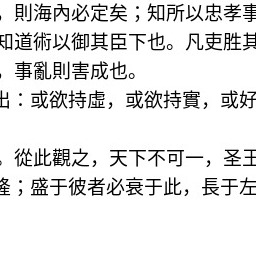 ，則海內必定矣；知所以忠孝事
知道術以御其臣下也。凡吏胜其
，事亂則害成也。
出：或欲持虛，或欲持實，或好
。從此觀之，天下不可一，圣王
隆；盛于彼者必衰于此，長于左